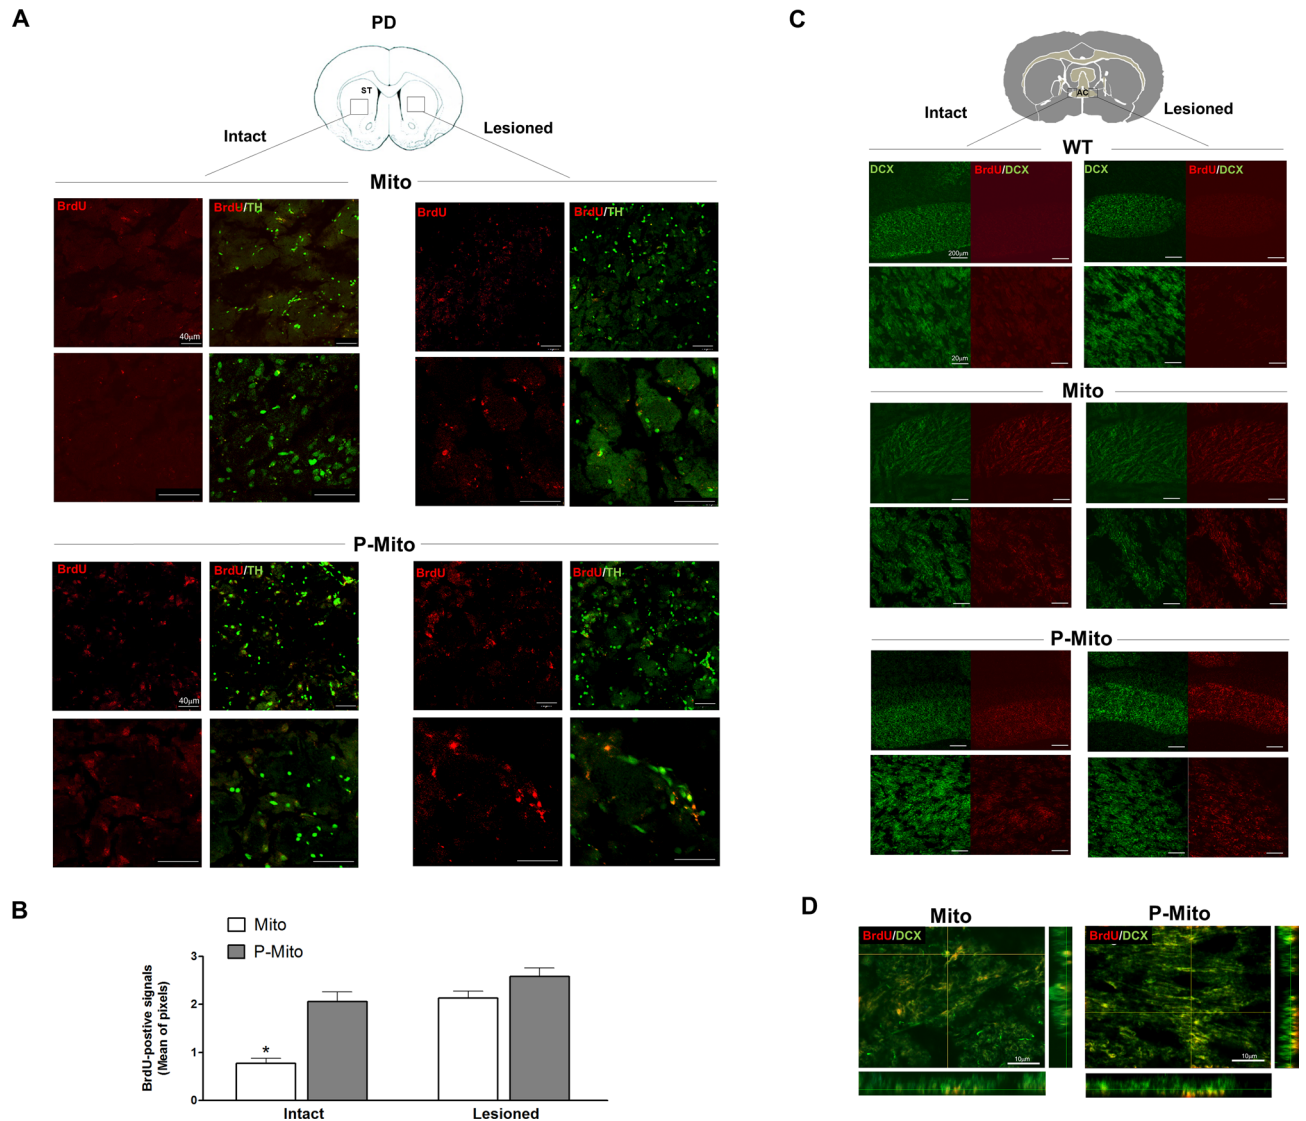 A
PD
ST
Intact
Lesioned
Mito
BrdU
BrdU/TH
BrdU
BrdU/TH
40μm
P-Mito
BrdU
BrdU/TH
BrdU
BrdU/TH
40μm
B
Mito
P-Mito
BrdU-postive signals
(Mean of pixels)
3
2
1
0
*
Intact
Lesioned
C
AC
Intact
Lesioned
WT
DCX
BrdU/DCX
DCX
BrdU/DCX
200μm
20μm
Mito
P-Mito
D
Mito
P-Mito
BrdU/DCX
BrdU/DCX
10μm
10μm